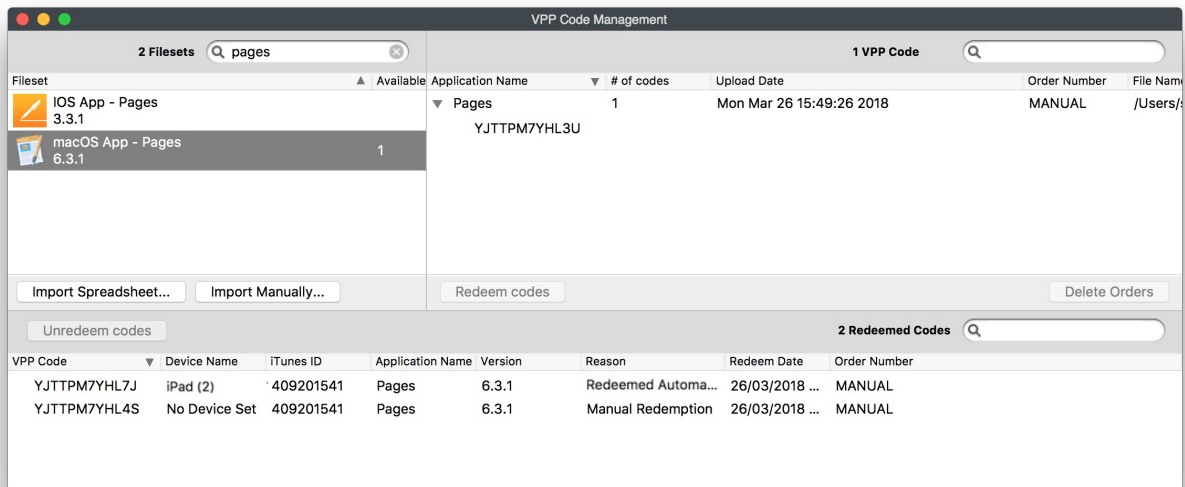 VPP Code Management
2 Filesets pages
1 VPP Code
Fileset Available
IOS App - Pages
3.3.1
macOS App - Pages
6.3.1
1
Application Name # of codes Upload Date Order Number File Name
Pages 1 Mon Mar 26 15:49:26 2018 MANUAL /Users/s
YJTTPM7YHL3U
Import Spreadsheet... Import Manually... Redeem codes Delete Orders
Unredeem codes 2 Redeemed Codes
VPP Code Device Name iTunes ID Application Name Version Reason Redeem Date Order Number
YJTTPM7YHL7J iPad (2) 409201541 Pages 6.3.1 Redeemed Automa... 26/03/2018 ... MANUAL
YJTTPM7YHL4S No Device Set 409201541 Pages 6.3.1 Manual Redemption 26/03/2018 ... MANUAL